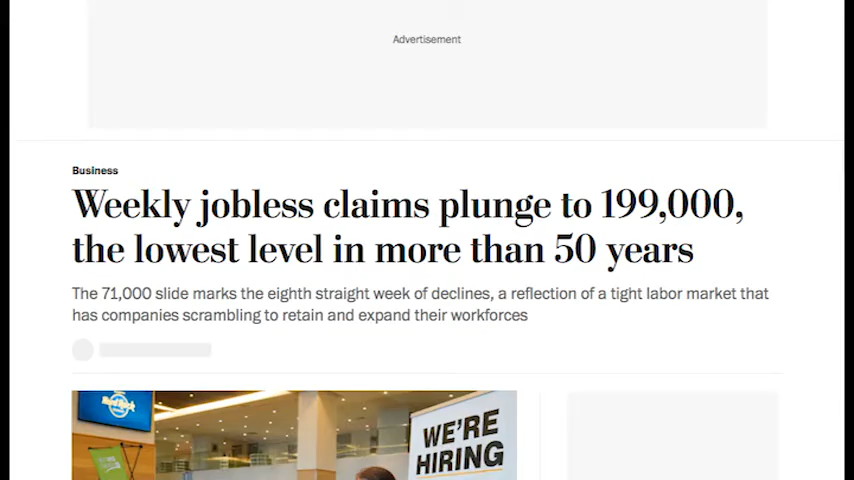 Advertisement
Business
Weekly jobless claims plunge to 199,000,
the lowest level in more than 50 years
The 71,000 slide marks the eighth straight week of declines, a reflection of a tight labor market that
has companies scrambling to retain and expand their workforces
Hard Rock
WE'RE
HIRING